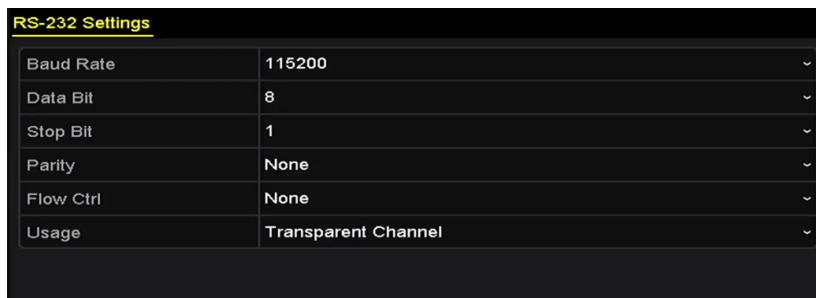 RS-232 Settings
Baud Rate 115200
Data Bit 8
Stop Bit 1
Parity None
Flow Ctrl None
Usage Transparent Channel